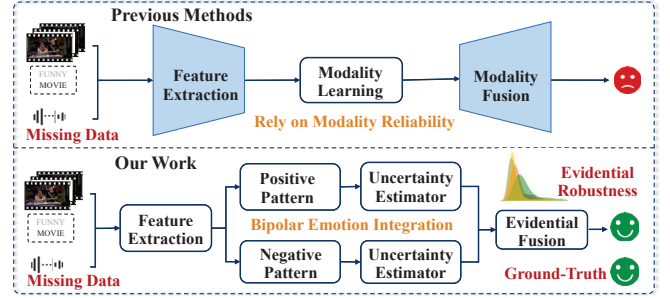 Previous Methods
FUNNY
MOVIE
Missing Data
Feature
Extraction
Modality
Learning
Rely on Modality Reliability
Modality
Fusion
Our Work
FUNNY
MOVIE
Missing Data
Feature
Extraction
Positive
Pattern
Uncertainty
Estimator
Bipolar Emotion Integration
Negative
Pattern
Uncertainty
Estimator
Evidential
Robustness
Evidential
Fusion
Ground-Truth